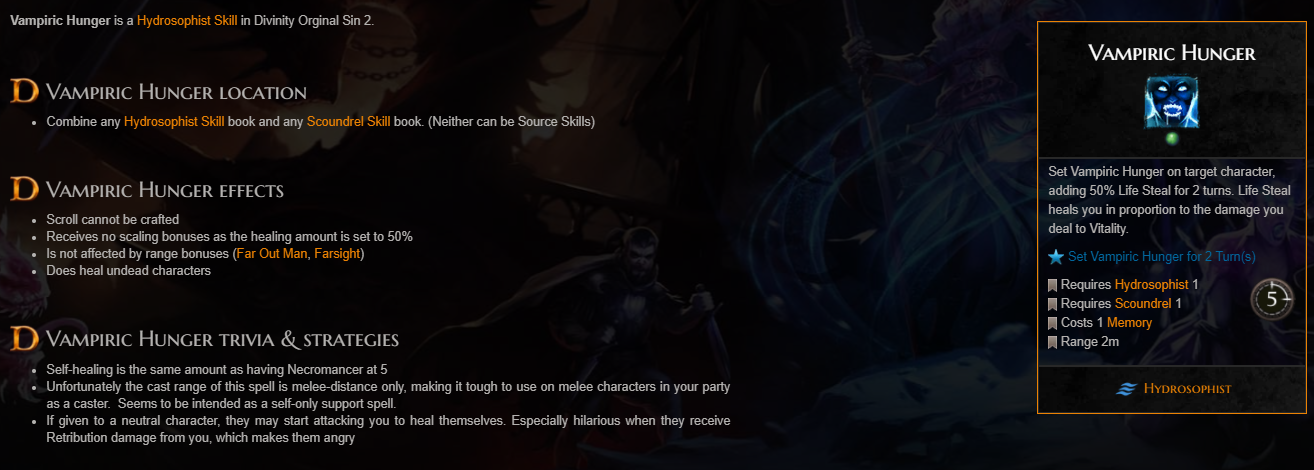 Vampiric Hunger is a Hydrosophist Skill in Divinity Orginal Sin 2.
Vampiric Hunger location
Combine any Hydrosophist Skill book and any Scoundrel Skill book. (Neither can be Source Skills)
Vampiric Hunger effects
Scroll cannot be crafted
Receives no scaling bonuses as the healing amount is set to 50%
Is not affected by range bonuses (Far Out Man, Farsight)
Does heal undead characters
Vampiric Hunger trivia & strategies
Self-healing is the same amount as having Necromancer at 5
Unfortunately the cast range of this spell is melee-distance only, making it tough to use on melee characters in your party
as a caster. Seems to be intended as a self-only support spell.
If given to a neutral character, they may start attacking you to heal themselves. Especially hilarious when they receive
Retribution damage from you, which makes them angry
Vampiric Hunger
Set Vampiric Hunger on target character,
adding 50% Life Steal for 2 turns. Life Steal
heals you in proportion to the damage you
deal to Vitality.
Set Vampiric Hunger for 2 Turn(s)
Requires Hydrosophist 1
Requires Scoundrel 1
Costs 1 Memory
Range 2m
5
Hydrosophist